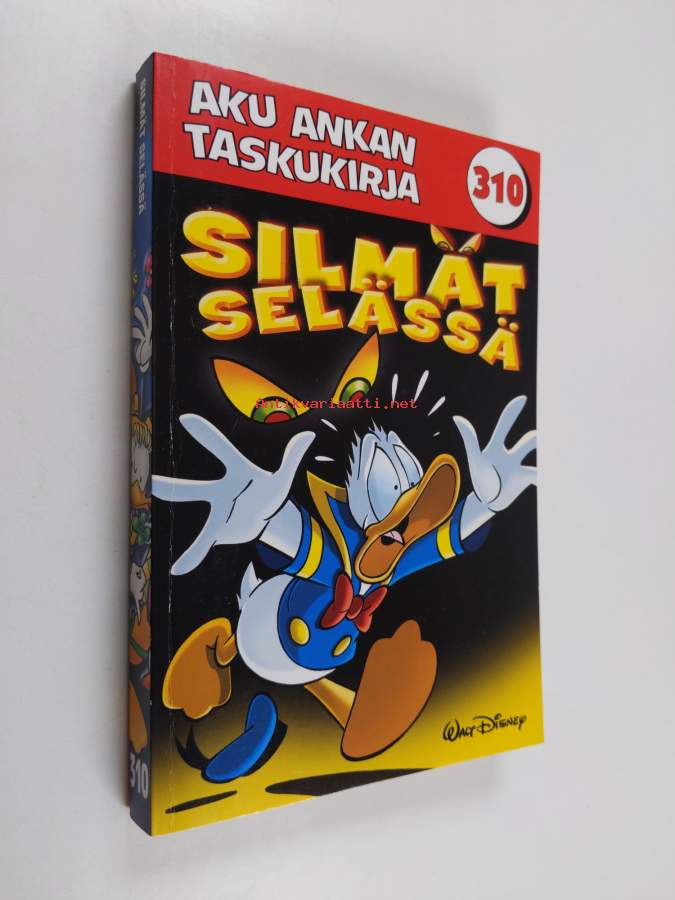 AKU ANKAN
TASKUKIRJA
310
SILMÄT
SELÄSSÄ
Antikvariaatti.net
WALT DISNEY
SILMÄT SELÄSSÄ
310